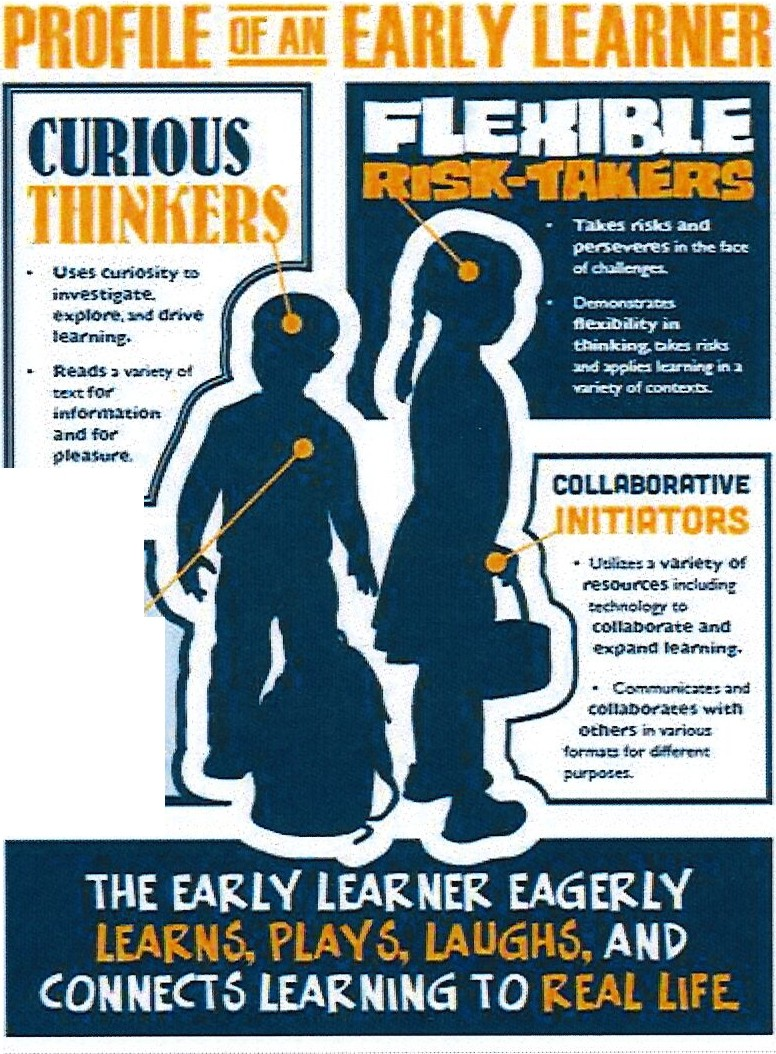 PROFILE OF AN EARLY LEARNER
CURIOUS
THINKERS
• Uses curiosity to
investigate,
explore, and drive
learning.
• Reads a variety of
text for
information
and for
pleasure.
FLEXIBLE
RISK-TAKERS
• Takes risks and
perseveres in the face
of challenges.
• Demonstrates
flexibility in
thinking, takes risks
and applies learning in a
variety of contexts.
COLLABORATIVE
INITIATORS
• Utilizes a variety of
resources including
technology to
collaborate and
expand learning.
• Communicates and
collaborates with
others in various
formats for different
purposes.
THE EARLY LEARNER EAGERLY
LEARNS, PLAYS, LAUGHS, AND
CONNECTS LEARNING TO REAL LIFE.